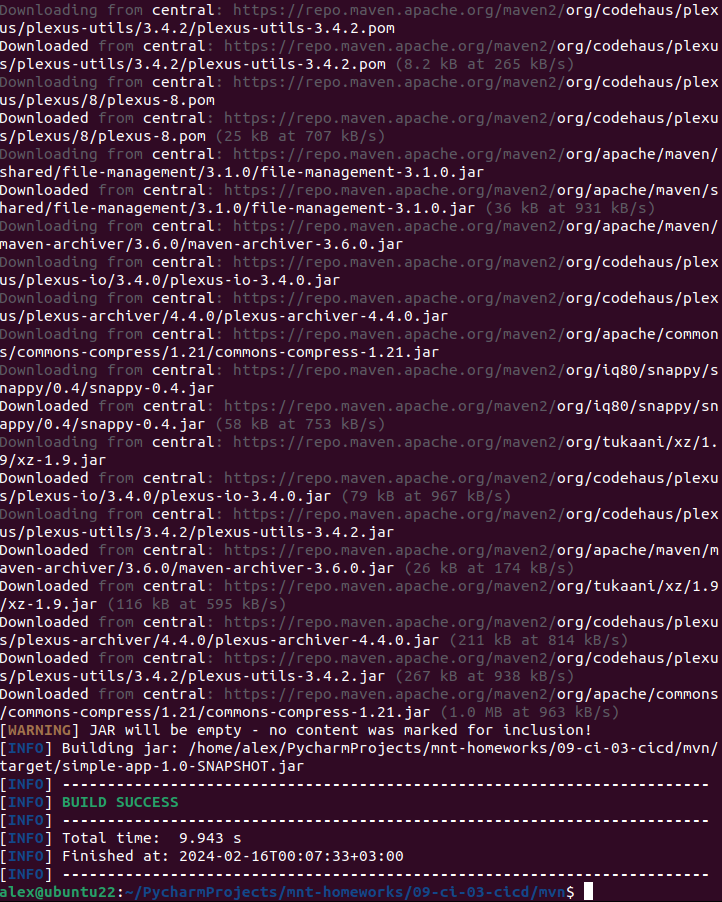 Downloading from central: https://repo.maven.apache.org/maven2/org/codehaus/plex
us/plexus-utils/3.4.2/plexus-utils-3.4.2.pom
Downloaded from central: https://repo.maven.apache.org/maven2/org/codehaus/plexu
s/plexus-utils/3.4.2/plexus-utils-3.4.2.pom (8.2 kB at 265 kB/s)
Downloading from central: https://repo.maven.apache.org/maven2/org/codehaus/plex
us/plexus/8/plexus-8.pom
Downloaded from central: https://repo.maven.apache.org/maven2/org/codehaus/plexu
s/plexus/8/plexus-8.pom (25 kB at 707 kB/s)
Downloading from central: https://repo.maven.apache.org/maven2/org/apache/maven/
shared/file-management/3.1.0/file-management-3.1.0.jar
Downloaded from central: https://repo.maven.apache.org/maven2/org/apache/maven/s
hared/file-management/3.1.0/file-management-3.1.0.jar (36 kB at 931 kB/s)
Downloading from central: https://repo.maven.apache.org/maven2/org/apache/maven/
maven-archiver/3.6.0/maven-archiver-3.6.0.jar
Downloading from central: https://repo.maven.apache.org/maven2/org/codehaus/plex
us/plexus-io/3.4.0/plexus-io-3.4.0.jar
Downloading from central: https://repo.maven.apache.org/maven2/org/codehaus/plex
us/plexus-archiver/4.4.0/plexus-archiver-4.4.0.jar
Downloading from central: https://repo.maven.apache.org/maven2/org/apache/common
s/commons-compress/1.21/commons-compress-1.21.jar
Downloading from central: https://repo.maven.apache.org/maven2/org/iq80/snappy/s
nappy/0.4/snappy-0.4.jar
Downloaded from central: https://repo.maven.apache.org/maven2/org/iq80/snappy/sn
appy/0.4/snappy-0.4.jar (58 kB at 753 kB/s)
Downloading from central: https://repo.maven.apache.org/maven2/org/tukaani/xz/1.
9/xz-1.9.jar
Downloaded from central: https://repo.maven.apache.org/maven2/org/codehaus/plexu
s/plexus-io/3.4.0/plexus-io-3.4.0.jar (79 kB at 967 kB/s)
Downloading from central: https://repo.maven.apache.org/maven2/org/codehaus/plex
us/plexus-utils/3.4.2/plexus-utils-3.4.2.jar
Downloaded from central: https://repo.maven.apache.org/maven2/org/apache/maven/m
aven-archiver/3.6.0/maven-archiver-3.6.0.jar (26 kB at 174 kB/s)
Downloaded from central: https://repo.maven.apache.org/maven2/org/tukaani/xz/1.9
/xz-1.9.jar (116 kB at 595 kB/s)
Downloaded from central: https://repo.maven.apache.org/maven2/org/codehaus/plexu
s/plexus-archiver/4.4.0/plexus-archiver-4.4.0.jar (211 kB at 814 kB/s)
Downloaded from central: https://repo.maven.apache.org/maven2/org/codehaus/plexu
s/plexus-utils/3.4.2/plexus-utils-3.4.2.jar (267 kB at 938 kB/s)
Downloaded from central: https://repo.maven.apache.org/maven2/org/apache/commons
/commons-compress/1.21/commons-compress-1.21.jar (1.0 MB at 963 kB/s)
[WARNING] JAR will be empty - no content was marked for inclusion!
[INFO] Building jar: /home/alex/PycharmProjects/mnt-homeworks/09-ci-03-cicd/mvn/
target/simple-app-1.0-SNAPSHOT.jar
[INFO] ------------------------------------------------------------------------
[INFO] BUILD SUCCESS
[INFO] ------------------------------------------------------------------------
[INFO] Total time:  9.943 s
[INFO] Finished at: 2024-02-16T00:07:33+03:00
[INFO] ------------------------------------------------------------------------
alex@ubuntu22:~/PycharmProjects/mnt-homeworks/09-ci-03-cicd/mvn$